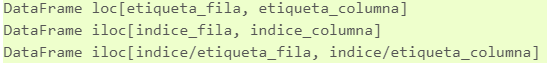 DataFrame loc[etiqueta_fila, etiqueta_columna]
DataFrame iloc[indice_fila, indice_columna]
DataFrame iloc[indice/etiqueta_fila, indice/etiqueta_columna]